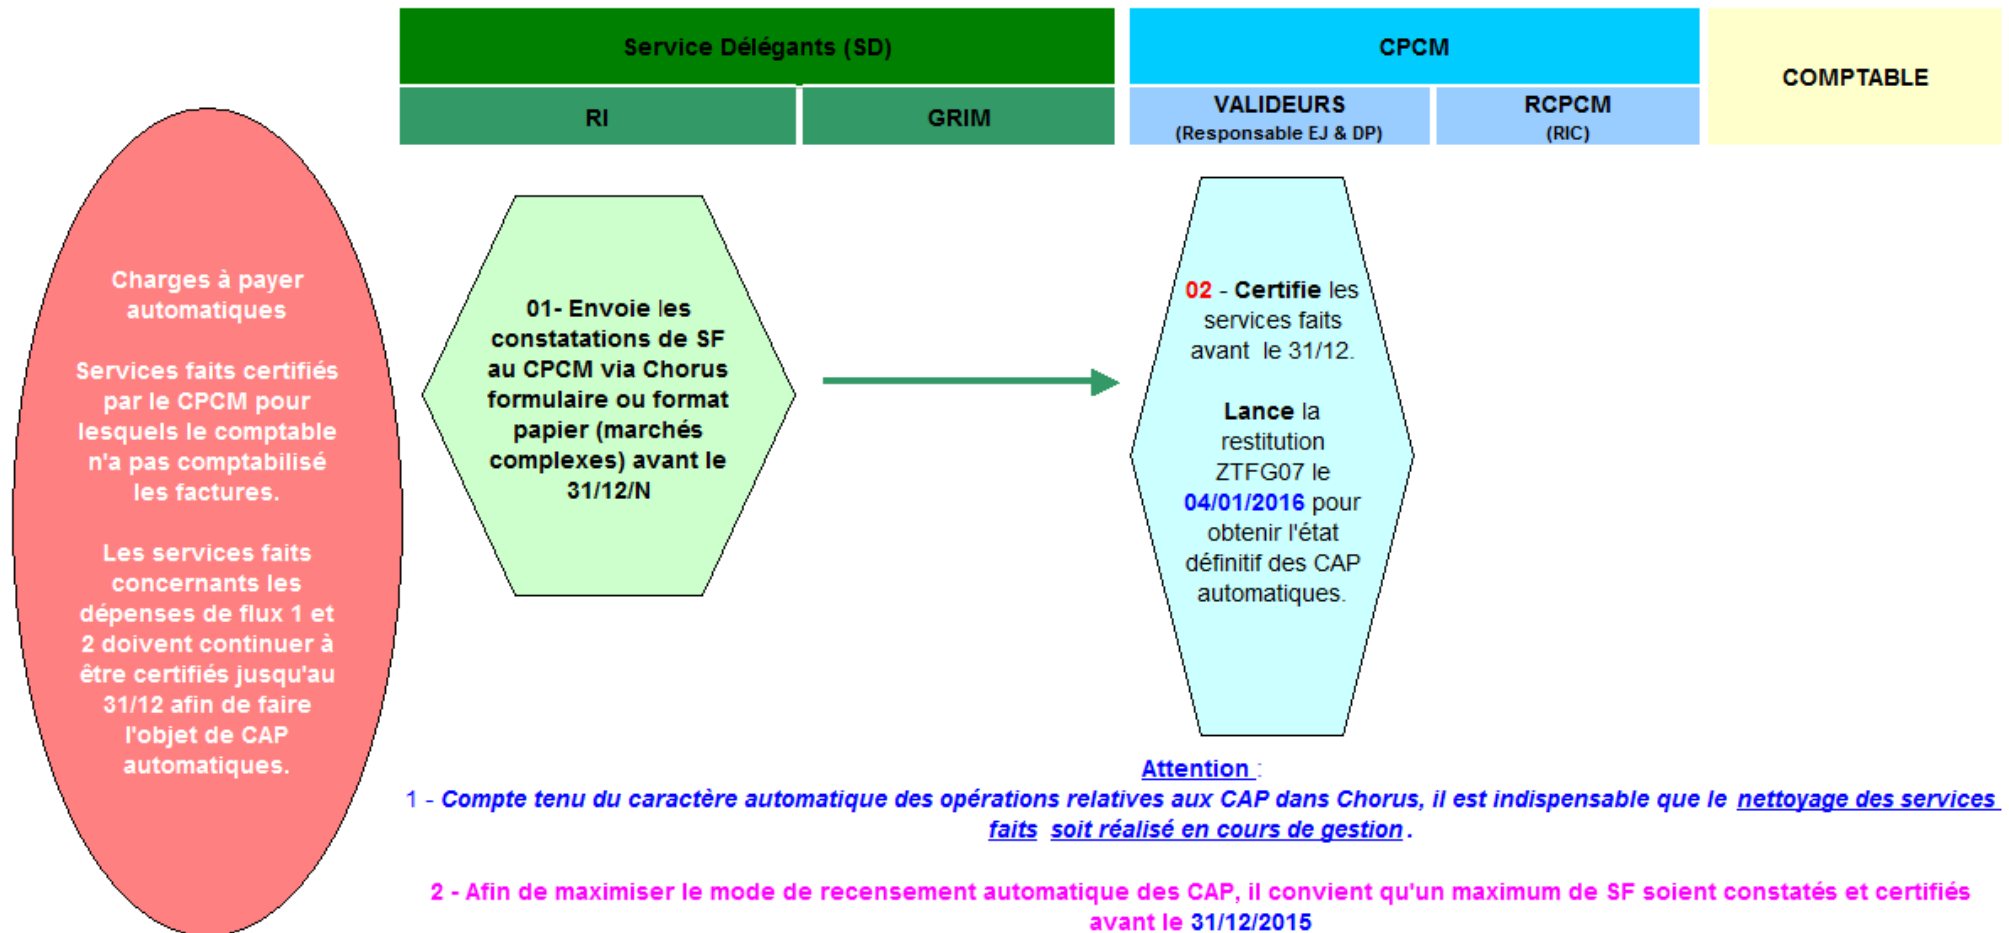 Service Délégants (SD)
CPCM
COMPTABLE
RI
GRIM
VALIDEURS
(Responsable EJ & DP)
RCPCM
(RIC)
Charges à payer
automatiques
Services faits certifiés
par le CPCM pour
lesquels le comptable
n'a pas comptabilisé
les factures.
Les services faits
concernants les
dépenses de flux 1 et
2 doivent continuer à
être certifiés jusqu'au
31/12 afin de faire
l'objet de CAP
automatiques.
01- Envoie les
constatations de SF
au CPCM via Chorus
formulaire ou format
papier (marchés
complexes) avant le
31/12/N
02 - Certifie les
services faits
avant le 31/12.
Lance la
restitution
ZTFG07 le
04/01/2016 pour
obtenir l'état
définitif des CAP
automatiques.
Attention :
1 - Compte tenu du caractère automatique des opérations relatives aux CAP dans Chorus, il est indispensable que le nettoyage des services
faits soit réalisé en cours de gestion.
2 - Afin de maximiser le mode de recensement automatique des CAP, il convient qu'un maximum de SF soient constatés et certifiés
avant le 31/12/2015